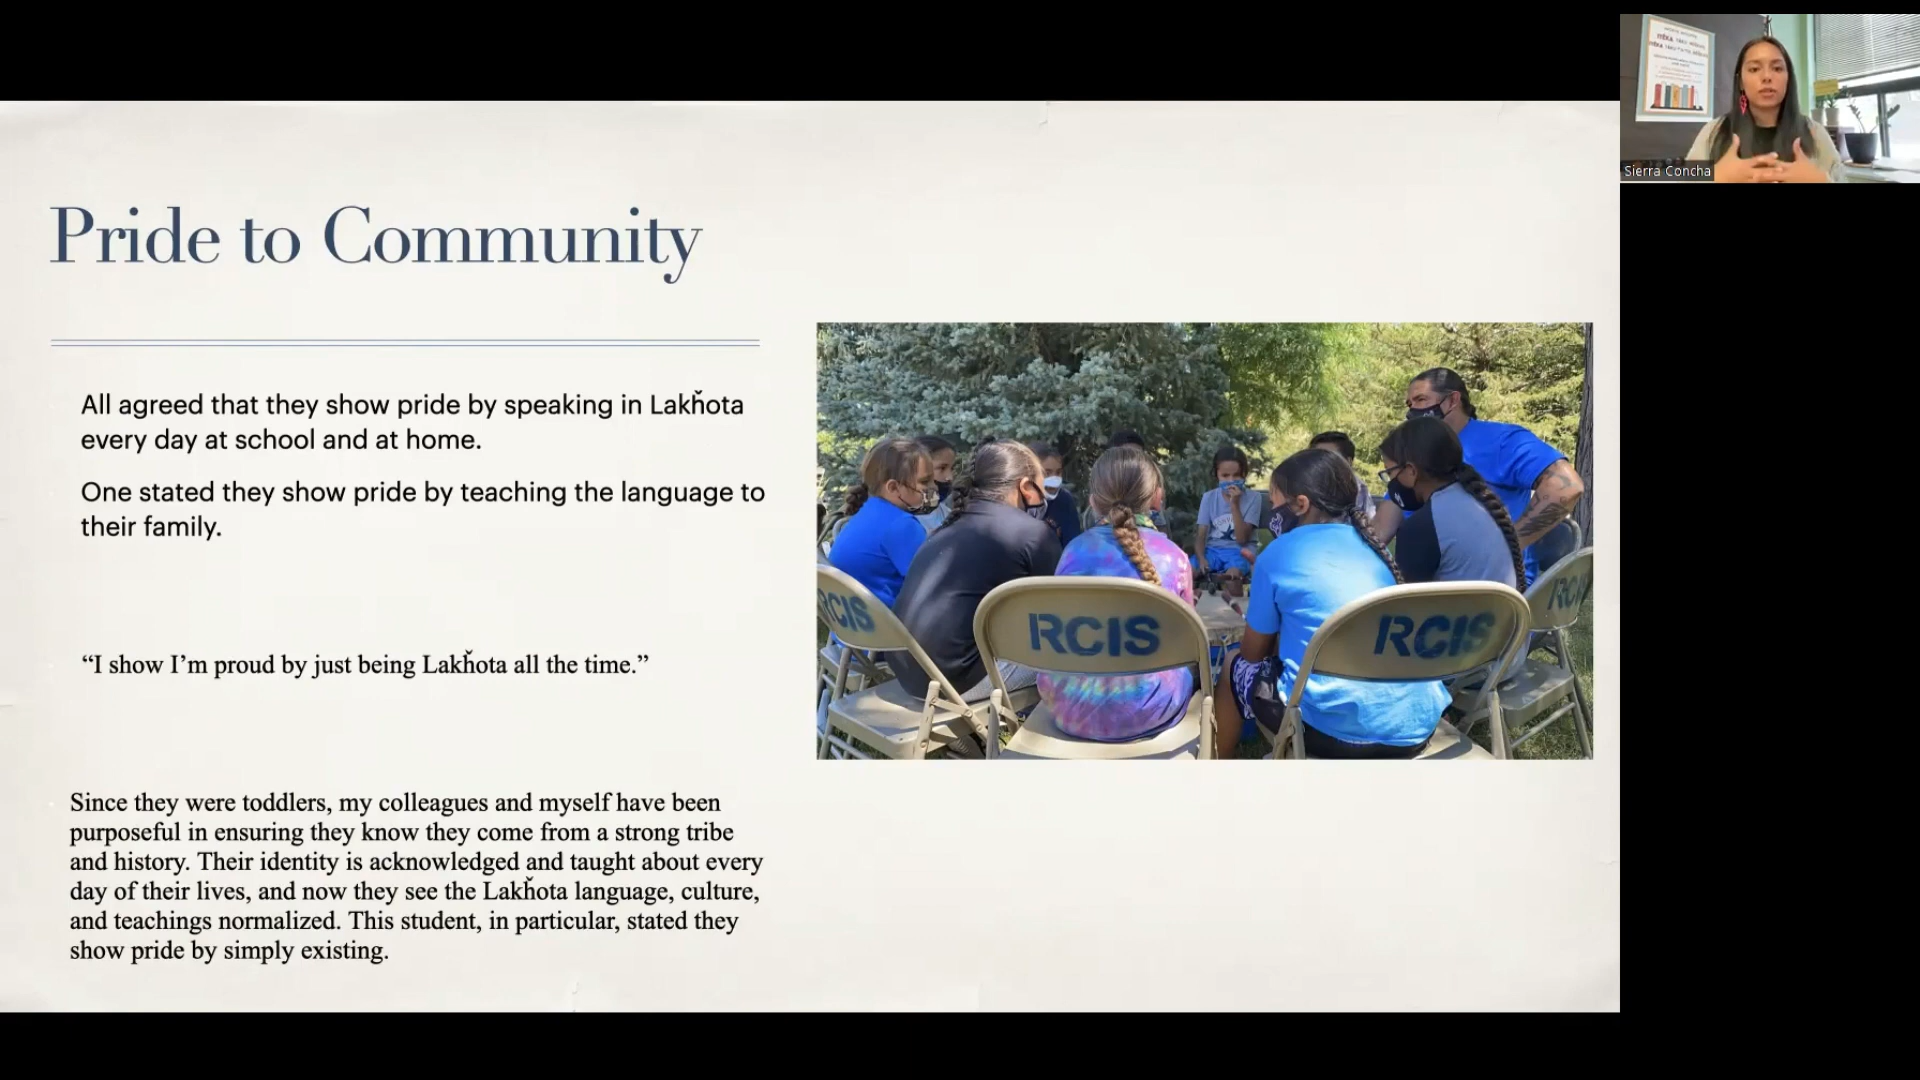 Pride to Community
All agreed that they show pride by speaking in Lakȟota
every day at school and at home.
One stated they show pride by teaching the language to
their family.
“I show I’m proud by just being Lakȟota all the time.”
Since they were toddlers, my colleagues and myself have been
purposeful in ensuring they know they come from a strong tribe
and history. Their identity is acknowledged and taught about every
day of their lives, and now they see the Lakȟota language, culture,
and teachings normalized. This student, in particular, stated they
show pride by simply existing.
RCIS
RCIS
RCIS
RCIS
Sierra Concha